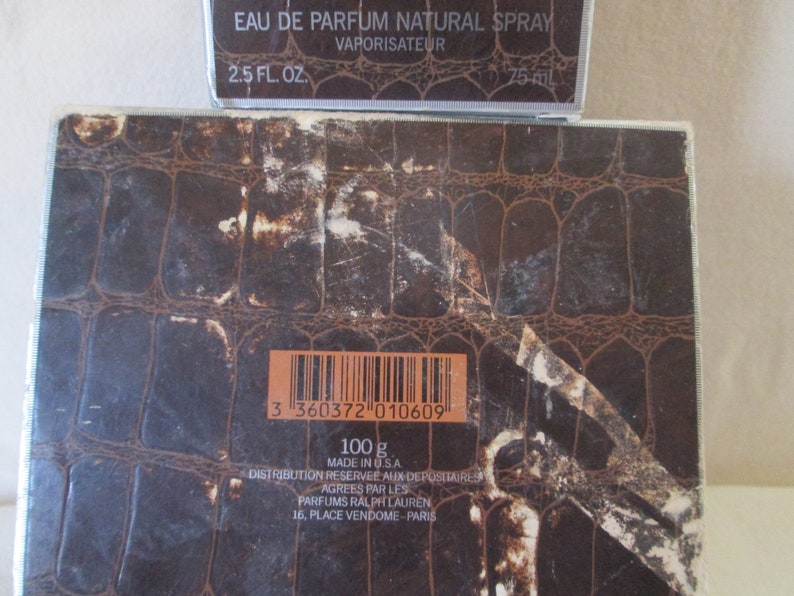 EAU DE PARFUM NATURAL SPRAY
VAPORISATEUR
2.5 FL. OZ. 75 mL
3 360372 010609
100 g
MADE IN U.S.A.
DISTRIBUTION RESERVEE AUX DEPOSITAIRES
AGREES PAR LES
PARFUMS RALPH LAUREN
16, PLACE VENDOME-PARIS